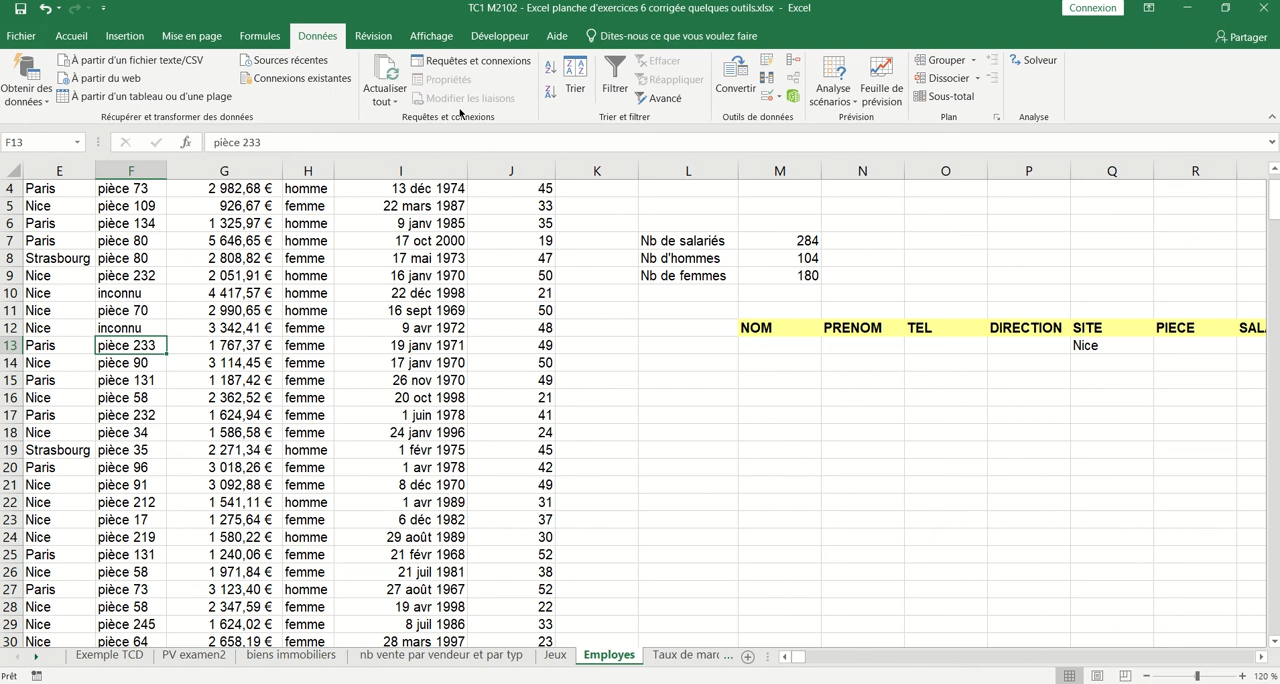 TC1 M2102 - Excel planche d'exercices 6 corrigée quelques outils.xlsx - Excel
Connexion
Fichier Accueil Insertion Mise en page Formules Données Révision Affichage Développeur Aide Dites-nous ce que vous voulez faire Partager
Obtenir des données
À partir d'un fichier texte/CSV
À partir du web
À partir d'un tableau ou d'une plage
Sources récentes
Connexions existantes
Récupérer et transformer des données
Actualiser tout
Requêtes et connexions
Propriétés
Modifier les liaisons
Requêtes et connexions
Trier
Filtrer
Effacer
Réappliquer
Avancé
Trier et filtrer
Convertir
Outils de données
Analyse scénarios
Feuille de prévision
Prévision
Grouper
Dissocier
Sous-total
Plan
Solveur
Analyse
F13 fx pièce 233
E F G H I J K L M N O P Q R
4 Paris pièce 73 2 982,68 € homme 13 déc 1974 45
5 Nice pièce 109 926,67 € femme 22 mars 1987 33
6 Paris pièce 134 1 325,97 € homme 9 janv 1985 35
7 Paris pièce 80 5 646,65 € homme 17 oct 2000 19 Nb de salariés 284
8 Strasbourg pièce 80 2 808,82 € femme 17 mai 1973 47 Nb d'hommes 104
9 Nice pièce 232 2 051,91 € homme 16 janv 1970 50 Nb de femmes 180
10 Nice inconnu 4 417,57 € homme 22 déc 1998 21
11 Nice pièce 70 2 990,65 € homme 16 sept 1969 50
12 Nice inconnu 3 342,41 € femme 9 avr 1972 48 NOM PRENOM TEL DIRECTION SITE PIECE SAL
13 Paris pièce 233 1 767,37 € femme 19 janv 1971 49 Nice
14 Nice pièce 90 3 114,45 € femme 17 janv 1970 50
15 Paris pièce 131 1 187,42 € femme 26 nov 1970 49
16 Nice pièce 58 2 362,52 € femme 20 oct 1998 21
17 Paris pièce 232 1 624,94 € femme 1 juin 1978 41
18 Nice pièce 34 1 586,58 € femme 24 janv 1996 24
19 Strasbourg pièce 35 2 271,34 € homme 1 févr 1975 45
20 Paris pièce 96 3 018,26 € femme 1 avr 1978 42
21 Nice pièce 91 3 092,88 € femme 8 déc 1970 49
22 Nice pièce 212 1 541,11 € homme 1 avr 1989 31
23 Nice pièce 17 1 275,64 € femme 6 déc 1982 37
24 Nice pièce 219 1 580,22 € homme 29 août 1989 30
25 Paris pièce 131 1 240,06 € femme 21 févr 1968 52
26 Nice pièce 58 1 971,84 € femme 21 juil 1981 38
27 Paris pièce 73 3 123,40 € homme 27 août 1967 52
28 Nice pièce 58 2 347,59 € femme 19 avr 1998 22
29 Nice pièce 245 1 624,02 € femme 8 juil 1986 33
30 Nice pièce 64 2 658,19 € femme 28 mars 1997 23
Exemple TCD PV examen2 biens immobiliers nb vente par vendeur et par typ Jeux Employes Taux de marc ...
Prêt 120 %